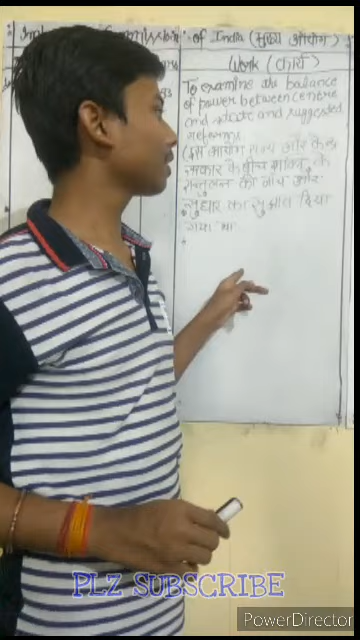 of India (मुख्य आयोग)
Work (कार्य)
To examine the balance
of power between centre
and state and suggested
reforms
(इस आयोग राज्य और केन्द्र
सरकार के बीच शक्ति के
सन्तुलन की जांच और
सुधार का सुझाव दिया
गया था
PLZ SUBSCRIBE
PowerDirector